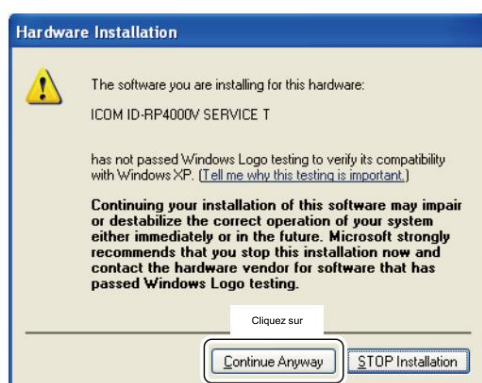 Hardware Installation
The software you are installing for this hardware:
ICOM ID-RP4000V SERVICE T
has not passed Windows Logo testing to verify its compatibility
with Windows XP. (Tell me why this testing is important.)
Continuing your installation of this software may impair
or destabilize the correct operation of your system
either immediately or in the future. Microsoft strongly
recommends that you stop this installation now and
contact the hardware vendor for software that has
passed Windows Logo testing.
Cliquez sur
Continue Anyway
STOP Installation